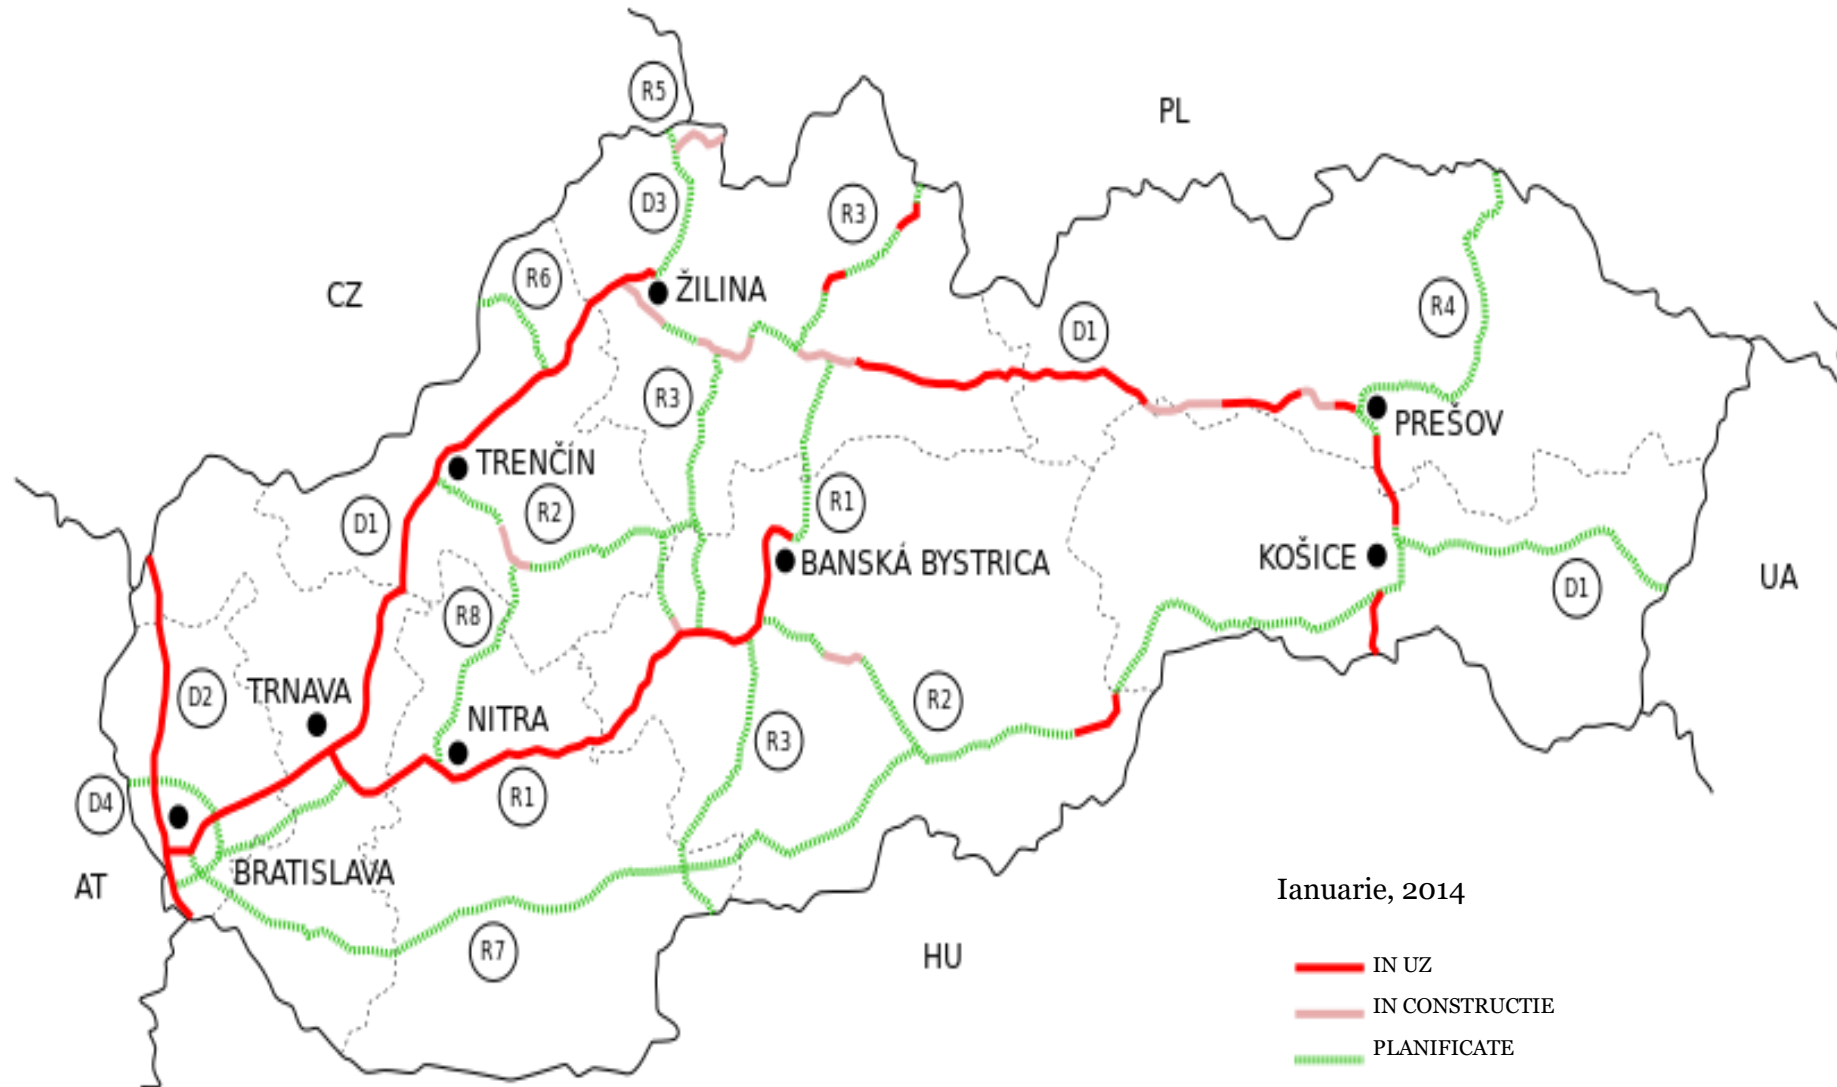 R5
PL
D3
R3
R6
CZ
ŽILINA
R4
D1
R3
PREŠOV
TRENČÍN
R2
D1
R1
KOŠICE
BANSKÁ BYSTRICA
UA
D1
R8
D2
TRNAVA
NITRA
R2
R3
R1
D4
BRATISLAVA
AT
R7
HU
Ianuarie, 2014
IN UZ
IN CONSTRUCTIE
PLANIFICATE